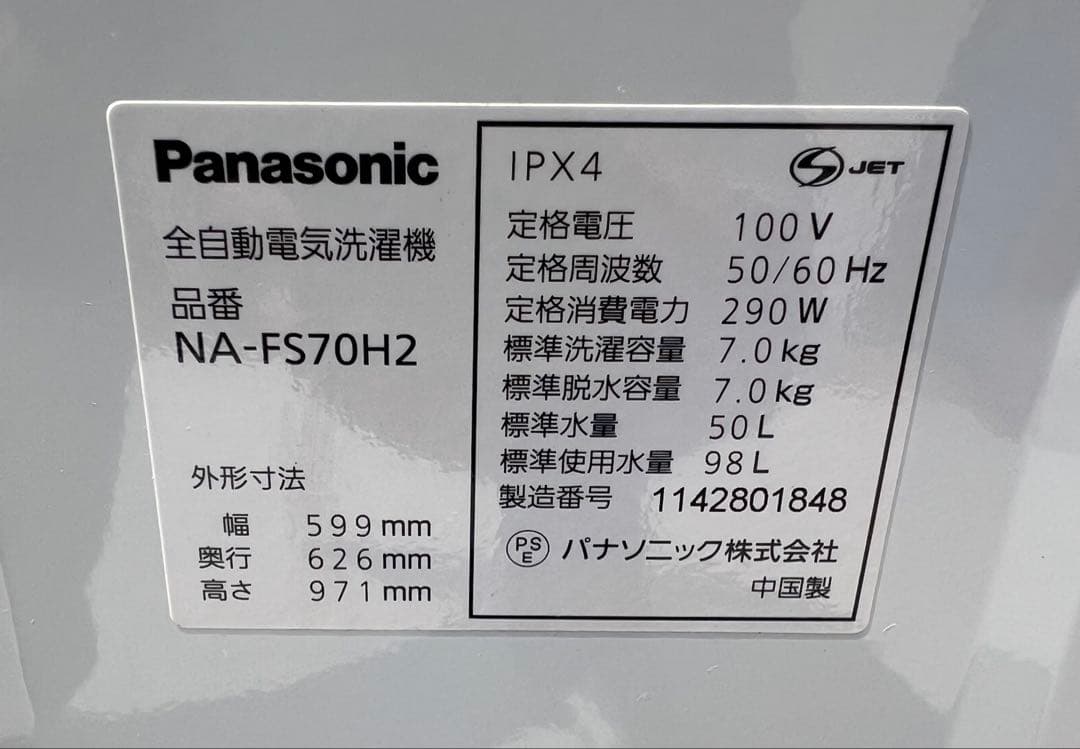 Panasonic
全自動電気洗濯機
品番
NA-FS70H2
外形寸法
幅 599mm
奥行 626mm
高さ 971mm
IPX4
S JET
定格電圧 100V
定格周波数 50/60Hz
定格消費電力 290W
標準洗濯容量 7.0kg
標準脱水容量 7.0kg
標準水量 50L
標準使用水量 98L
製造番号 1142801848
PSE パナソニック株式会社
中国製